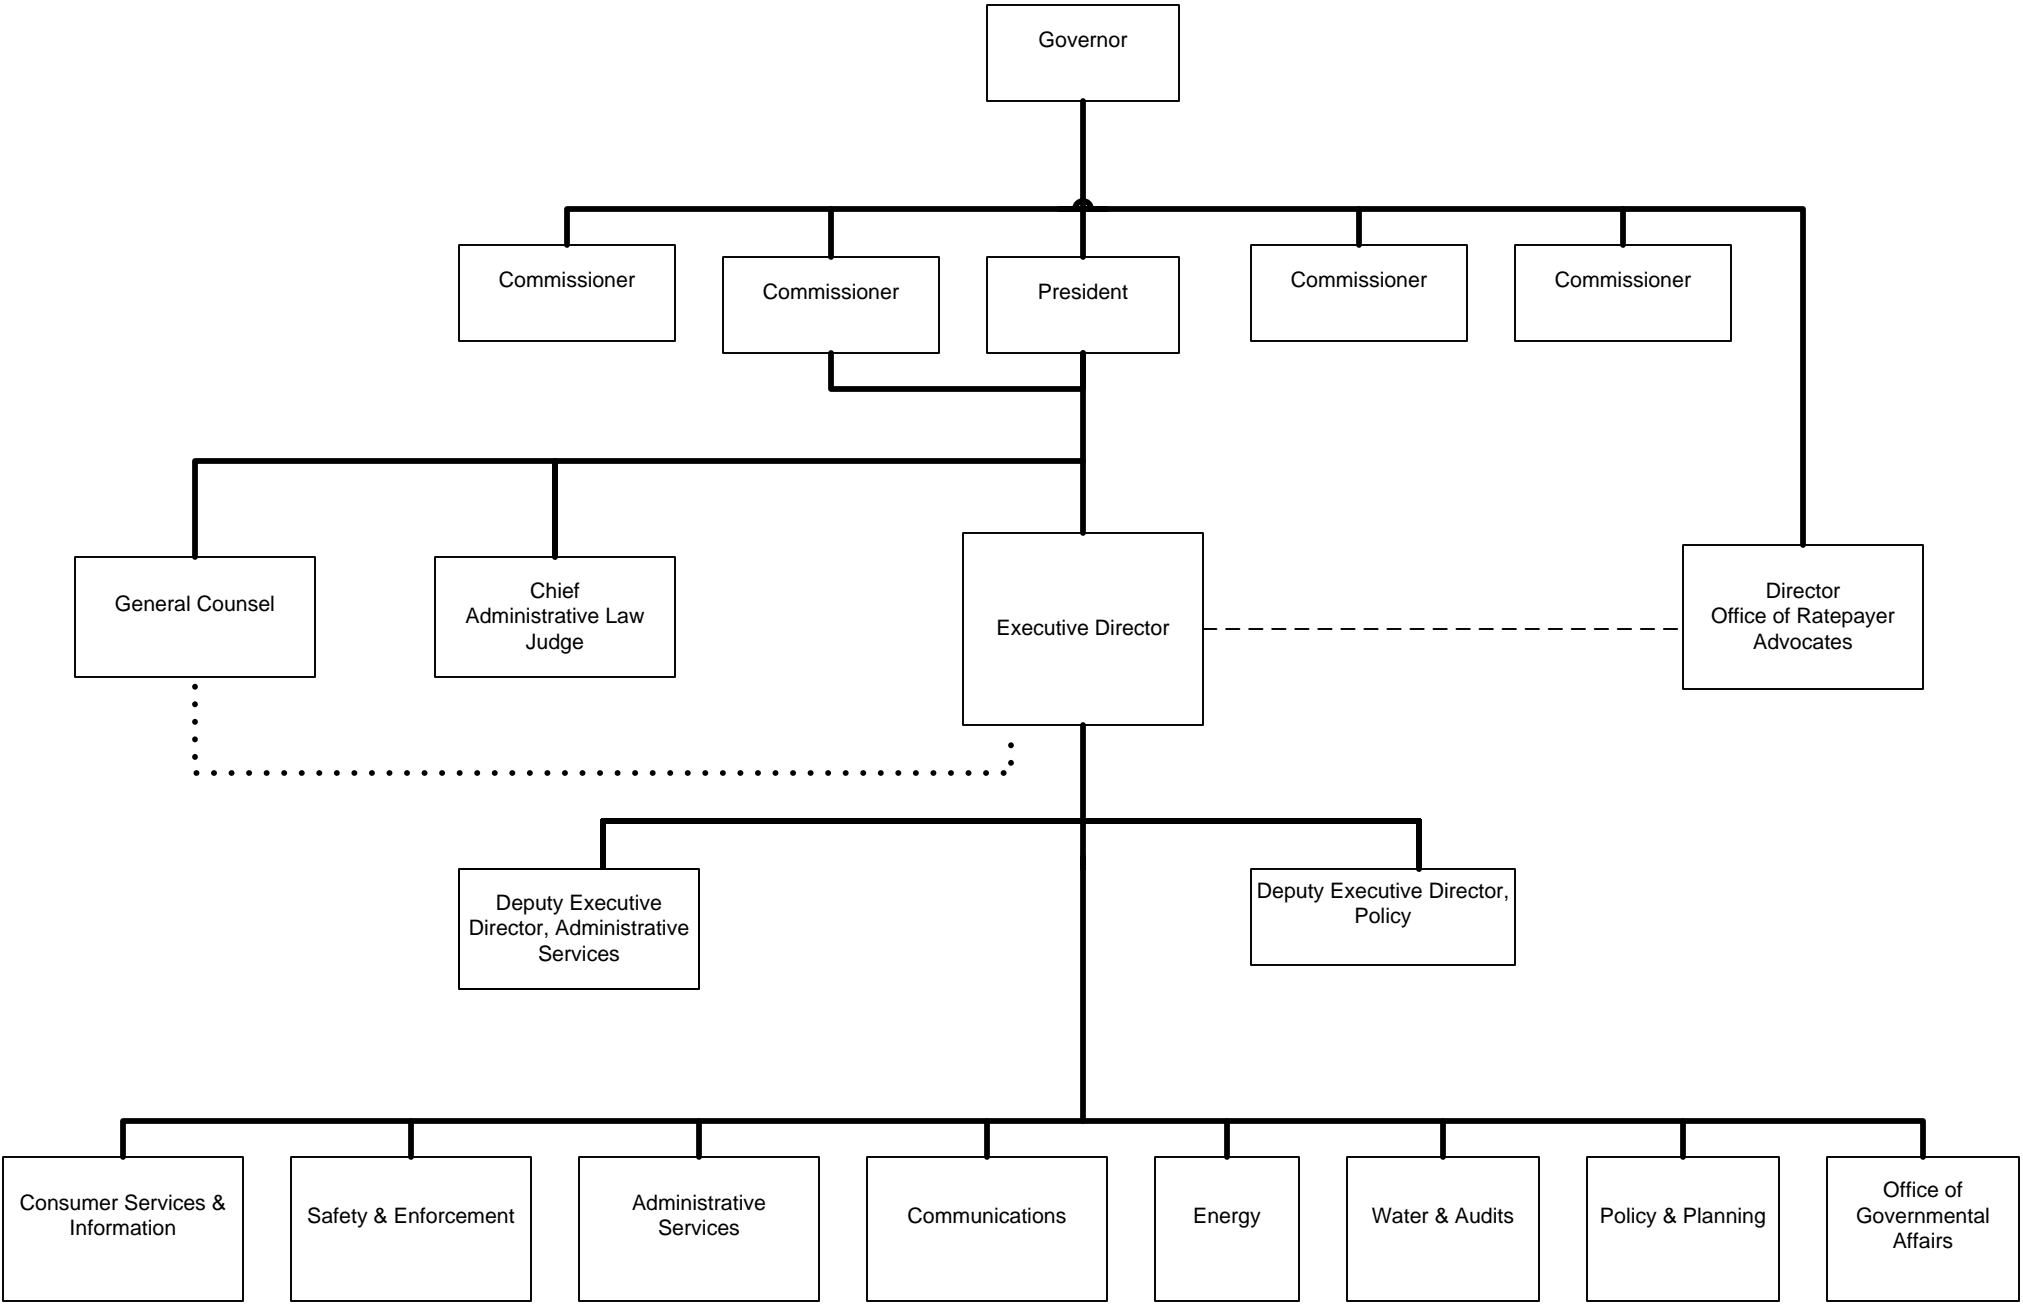 Governor
Commissioner
Commissioner
President
Commissioner
Commissioner
General Counsel
Chief
Administrative Law
Judge
Executive Director
Director
Office of Ratepayer
Advocates
Deputy Executive
Director, Administrative
Services
Deputy Executive Director,
Policy
Consumer Services &
Information
Safety & Enforcement
Administrative
Services
Communications
Energy
Water & Audits
Policy & Planning
Office of
Governmental
Affairs